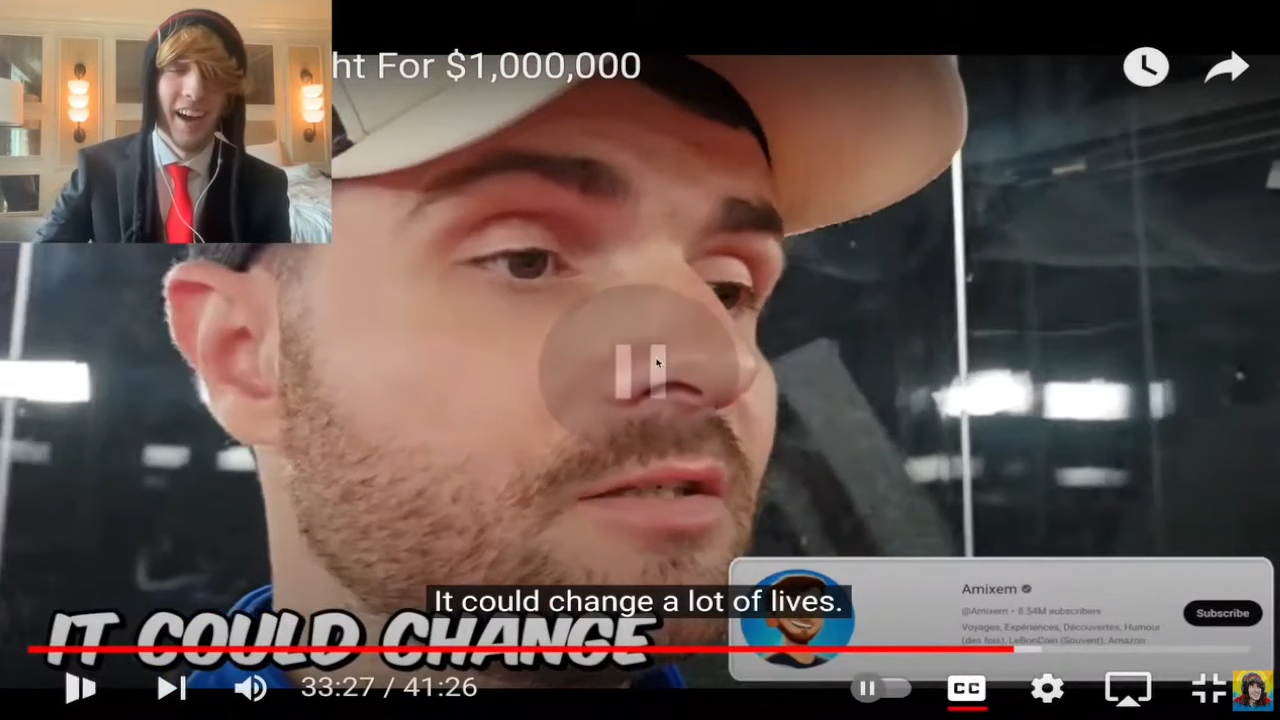 ht For $1,000,000
It could change a lot of lives.
IT COULD CHANGE
Amixem
@Amixem • 8.54M subscribers
Voyages, Expériences, Découvertes, Humour
(des fois), LeBonCoin (Souvent), Amazon
Subscribe
33:27 / 41:26
CC